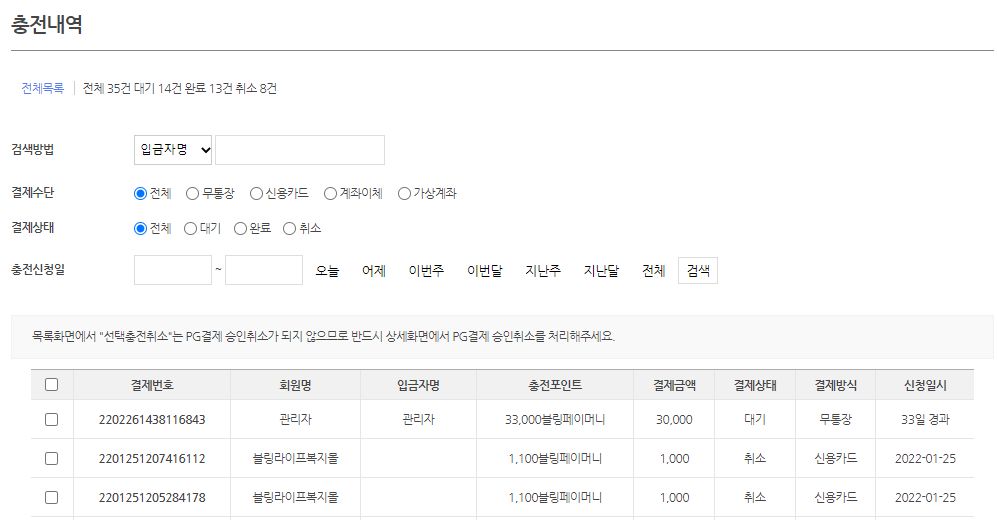 충전내역
전체목록 전체 35건 대기 14건 완료 13건 취소 8건
검색방법 입금자명
결제수단 전체 무통장 신용카드 계좌이체 가상계좌
결제상태 전체 대기 완료 취소
충전신청일 ~ 오늘 어제 이번주 이번달 지난주 지난달 전체 검색
목록화면에서 "선택충전취소"는 PG결제 승인취소가 되지 않으므로 반드시 상세화면에서 PG결제 승인취소를 처리해주세요.
결제번호 회원명 입금자명 충전포인트 결제금액 결제상태 결제방식 신청일시
2202261438116843 관리자 관리자 33,000블링페이머니 30,000 대기 무통장 33일 경과
2201251207416112 블링라이프복지몰 1,100블링페이머니 1,000 취소 신용카드 2022-01-25
2201251205284178 블링라이프복지몰 1,100블링페이머니 1,000 취소 신용카드 2022-01-25